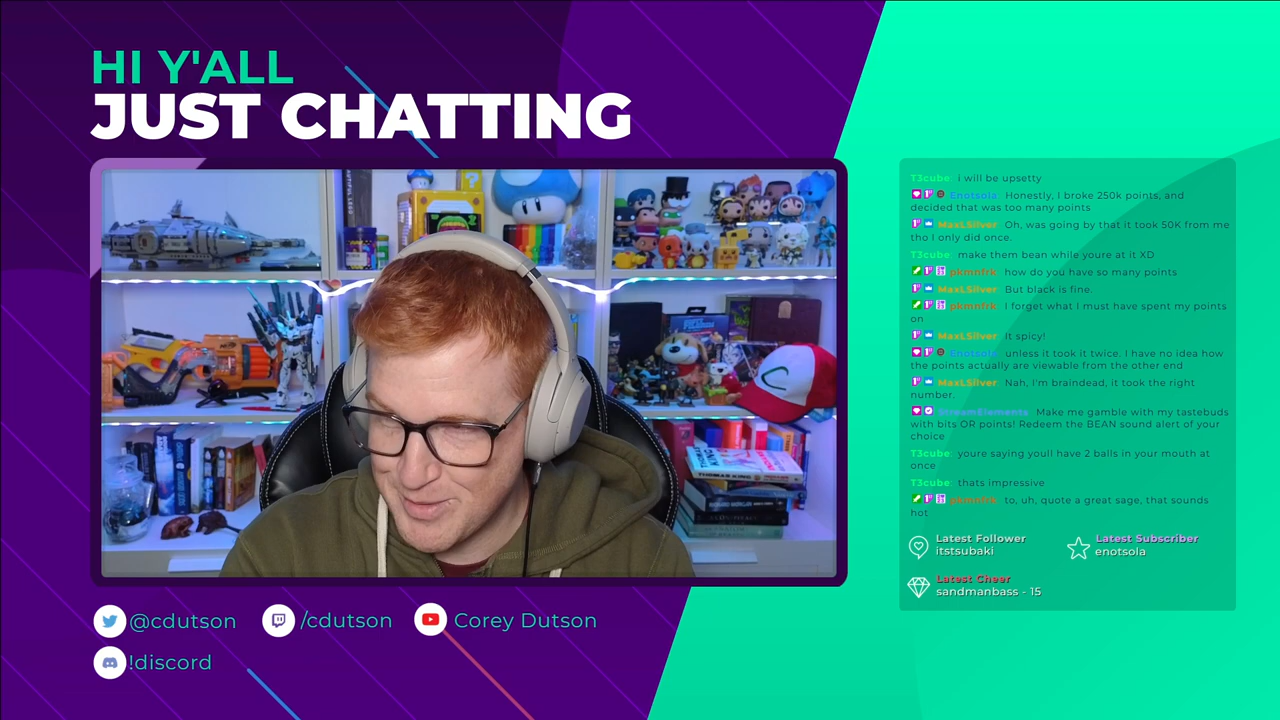 HI Y'ALL
JUST CHATTING
T3cube: i will be upsetty
Enotsola: Honestly, I broke 250k points, and
decided that was too many points
MaxLSilver: Oh, was going by that it took 50K from me
tho I only did once.
T3cube: make them bean while youre at it XD
pkmnfrk: how do you have so many points
MaxLSilver: But black is fine.
pkmnfrk: I forget what I must have spent my points
on
MaxLSilver: It spicy!
Enotsola: unless it took it twice. I have no idea how
the points actually are viewable from the other end
MaxLSilver: Nah, I'm braindead, it took the right
number.
StreamElements: Make me gamble with my tastebuds
with bits OR points! Redeem the BEAN sound alert of your
choice
T3cube: youre saying youll have 2 balls in your mouth at
once
T3cube: thats impressive
pkmnfrk: to, uh, quote a great sage, that sounds
hot
Latest Follower
itstsubaki
Latest Subscriber
enotsola
Latest Cheer
sandmanbass - 15
THOMAS KING
@cdutson
/cdutson
Corey Dutson
!discord